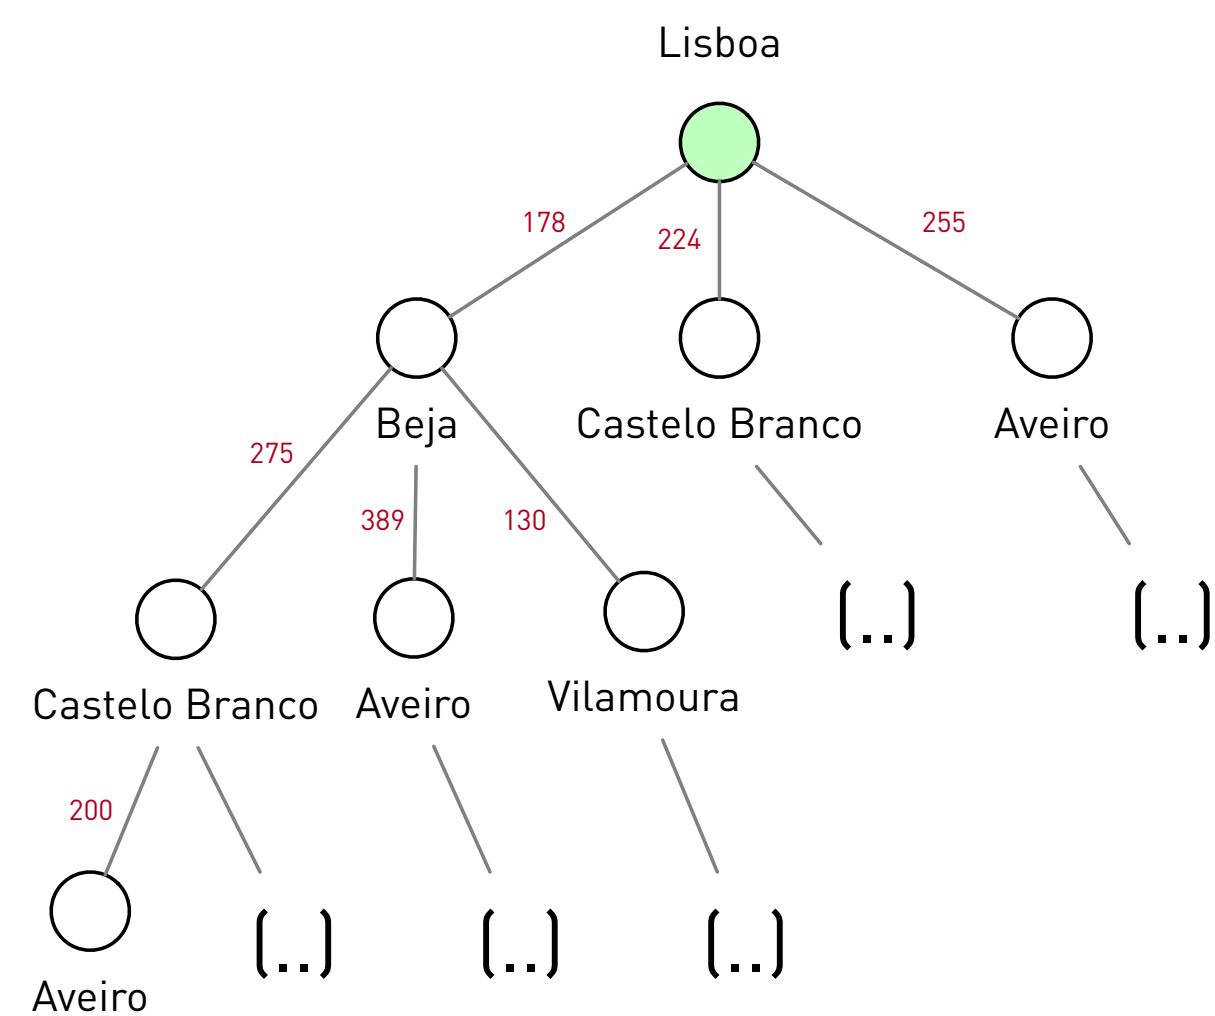 Lisboa
178
224
255
Beja
Castelo Branco
Aveiro
275
389
130
(..)
(..)
Castelo Branco
Aveiro
Vilamoura
200
(..)
(..)
(..)
Aveiro